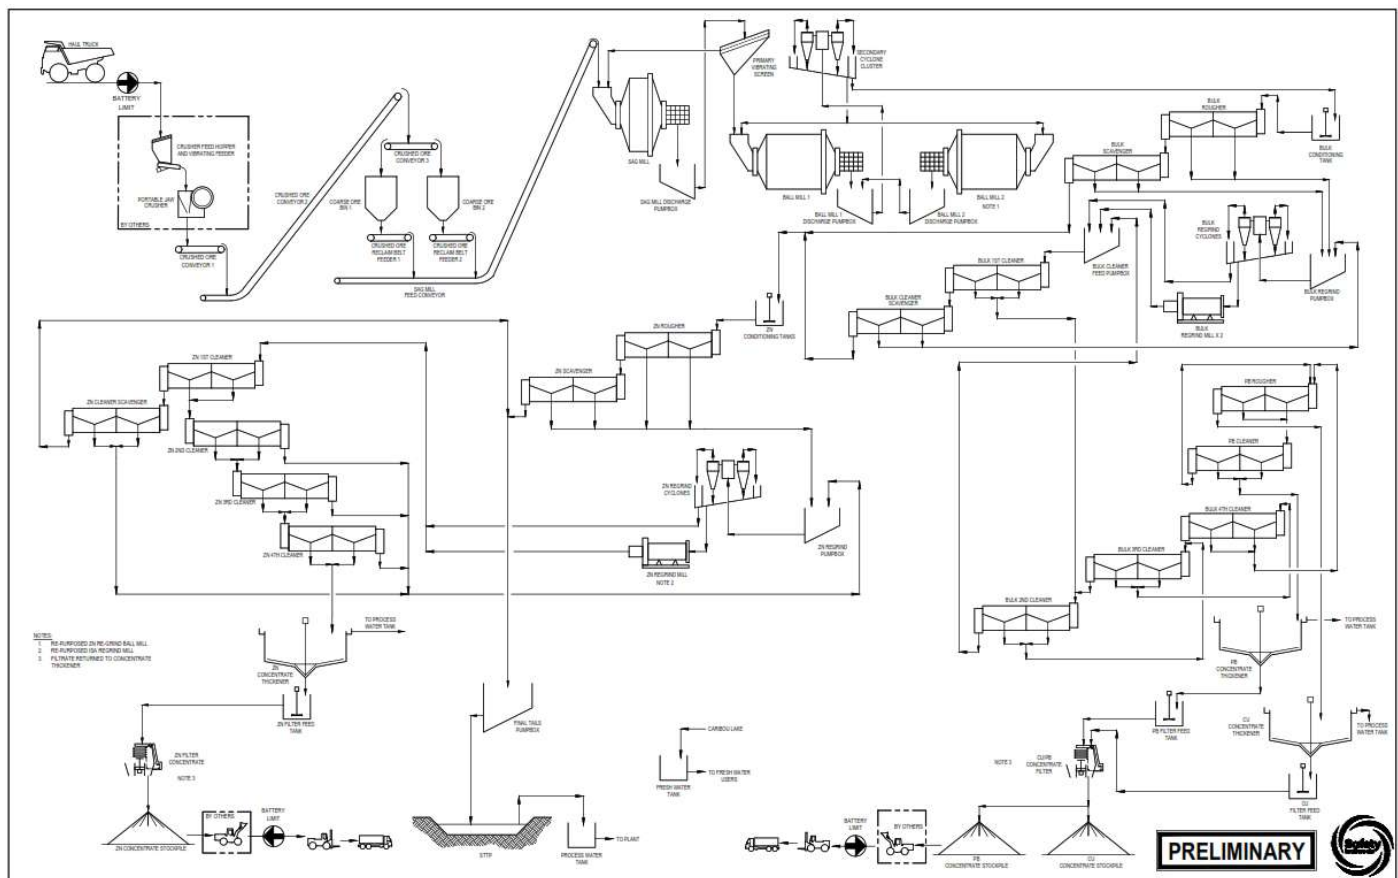 HAUL TRUCK
BATTERY
LIMIT
CRUSHER FEED HOPPER
AND VIBRATING FEEDER
PORTABLE JAW
CRUSHER
BY OTHERS
CRUSHED ORE
CONVEYOR 1
CRUSHED ORE
CONVEYOR 2
CRUSHED ORE
CONVEYOR 3
COARSE ORE
BIN 1
COARSE ORE
BIN 2
CRUSHED ORE
RECLAIM BELT
FEEDER 1
CRUSHED ORE
RECLAIM BELT
FEEDER 2
SAG MILL
FEED CONVEYOR
SAG MILL
SAG MILL DISCHARGE
PUMPBOX
PRIMARY
VIBRATING
SCREEN
SECONDARY
CYCLONE
CLUSTER
BALL MILL 1
BALL MILL 2
NOTE 1
BALL MILL 1
DISCHARGE PUMPBOX
BALL MILL 2
DISCHARGE PUMPBOX
BULK
ROUGHER
BULK
CONDITIONING
TANK
BULK
SCAVENGER
BULK
REGRIND
CYCLONES
BULK CLEANER
FEED PUMPBOX
BULK REGRIND
PUMPBOX
BULK
REGRIND MILL X 2
BULK 1ST CLEANER
BULK CLEANER
SCAVENGER
ZN
CONDITIONING TANKS
ZN ROUGHER
ZN SCAVENGER
ZN 1ST CLEANER
ZN CLEANER SCAVENGER
ZN 2ND CLEANER
ZN 3RD CLEANER
ZN 4TH CLEANER
ZN REGRIND
CYCLONES
ZN REGRIND
PUMPBOX
ZN REGRIND MILL
NOTE 2
PB ROUGHER
PB CLEANER
BULK 4TH CLEANER
BULK 3RD CLEANER
BULK 2ND CLEANER
NOTES:
1. RE-PURPOSED ZN RE-GRIND BALL MILL
2. RE-PURPOSED ISA REGRIND MILL
3. FILTRATE RETURNED TO CONCENTRATE
THICKENER
TO PROCESS
WATER TANK
ZN
CONCENTRATE
THICKENER
ZN FILTER FEED
TANK
ZN FILTER
CONCENTRATE
NOTE 3
ZN CONCENTRATE STOCKPILE
BY OTHERS
BATTERY
LIMIT
FINAL TAILS
PUMPBOX
STTP
PROCESS WATER
TANK
TO PLANT
CARIBOU LAKE
FRESH WATER
TANK
TO FRESH WATER
USERS
TO PROCESS
WATER TANK
PB
CONCENTRATE
THICKENER
PB FILTER FEED
TANK
CU
CONCENTRATE
THICKENER
TO PROCESS
WATER TANK
CU
FILTER FEED
TANK
NOTE 3
CU/PB
CONCENTRATE
FILTER
BATTERY
LIMIT
BY OTHERS
PB
CONCENTRATE STOCKPILE
CU
CONCENTRATE STOCKPILE
PRELIMINARY
Safety